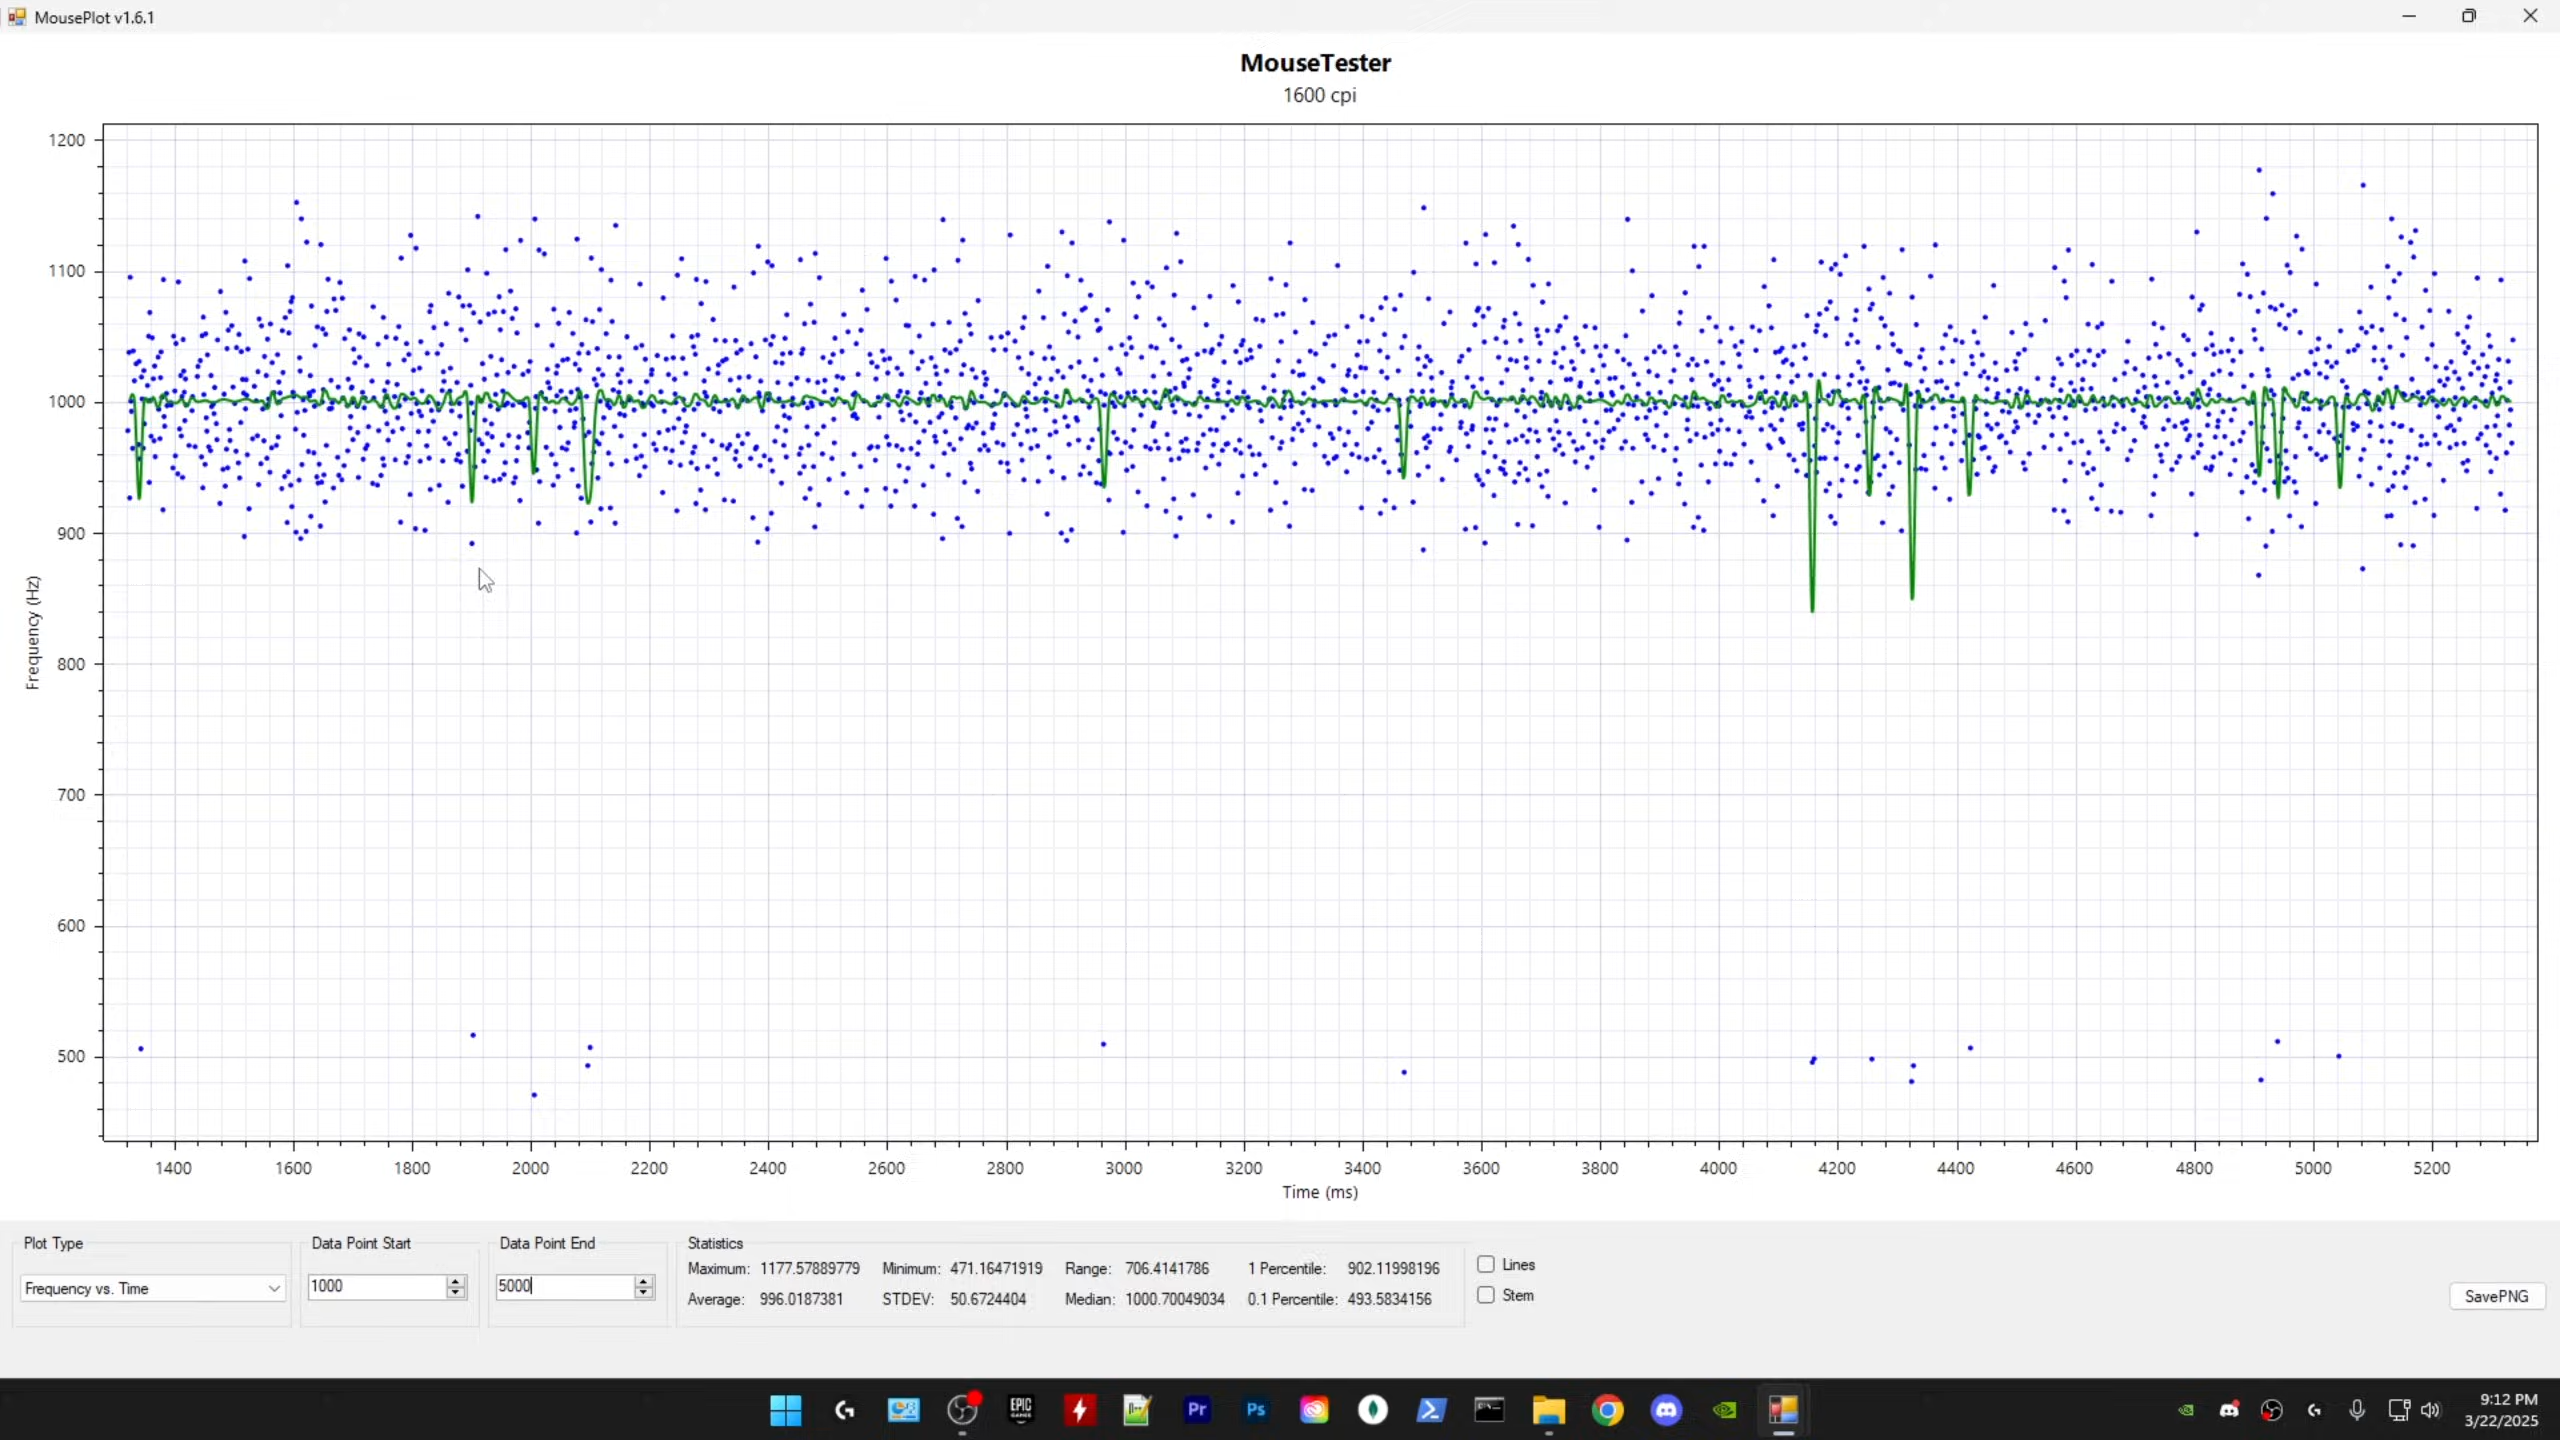 MousePlot v1.6.1
MouseTester
1600 cpi
1200
1100
1000
900
800
700
600
500
Frequency (Hz)
1400 1600 1800 2000 2200 2400 2600 2800 3000 3200 3400 3600 3800 4000 4200 4400 4600 4800 5000 5200
Time (ms)
Plot Type Data Point Start Data Point End Statistics
Maximum: 1177.57889779 Minimum: 471.16471919 Range: 706.4141786 1 Percentile: 902.11998196 Lines
Frequency vs. Time 1000 5000
Average: 996.0187381 STDEV: 50.6724404 Median: 1000.70049034 0.1 Percentile: 493.5834156 Stem
SavePNG
EPIC GAMES Pr Ps
9:12 PM
3/22/2025